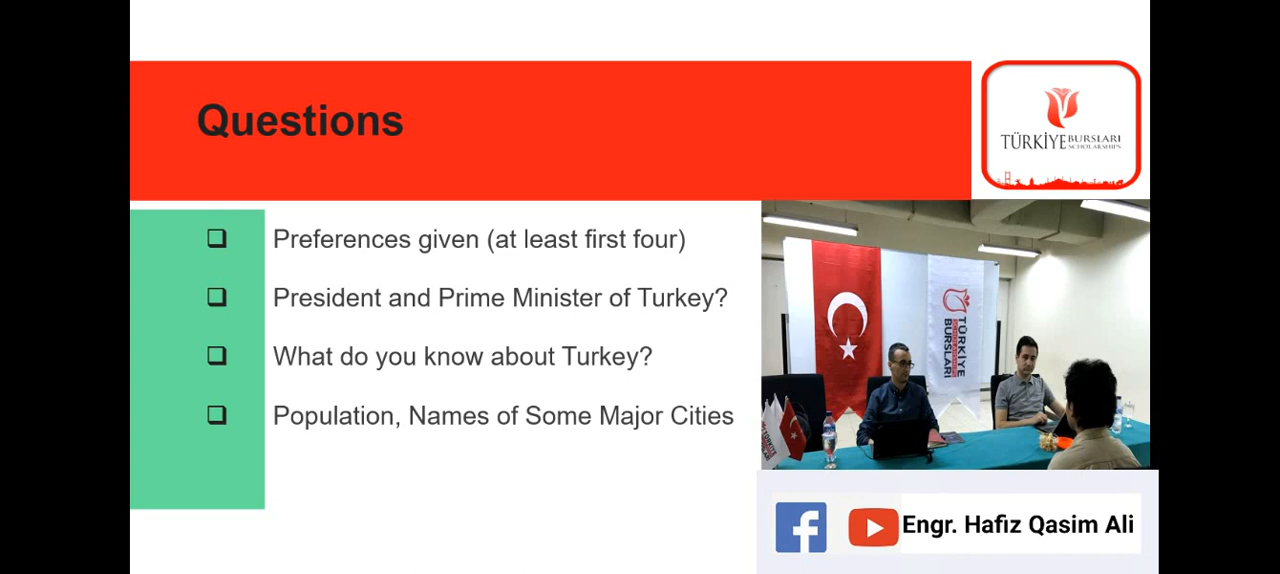 Questions
TÜRKİYE BURSLARI
SCHOLARSHIPS
❑ Preferences given (at least first four)
❑ President and Prime Minister of Turkey?
❑ What do you know about Turkey?
❑ Population, Names of Some Major Cities
TÜRKİYE
BURSLARI
Engr. Hafiz Qasim Ali